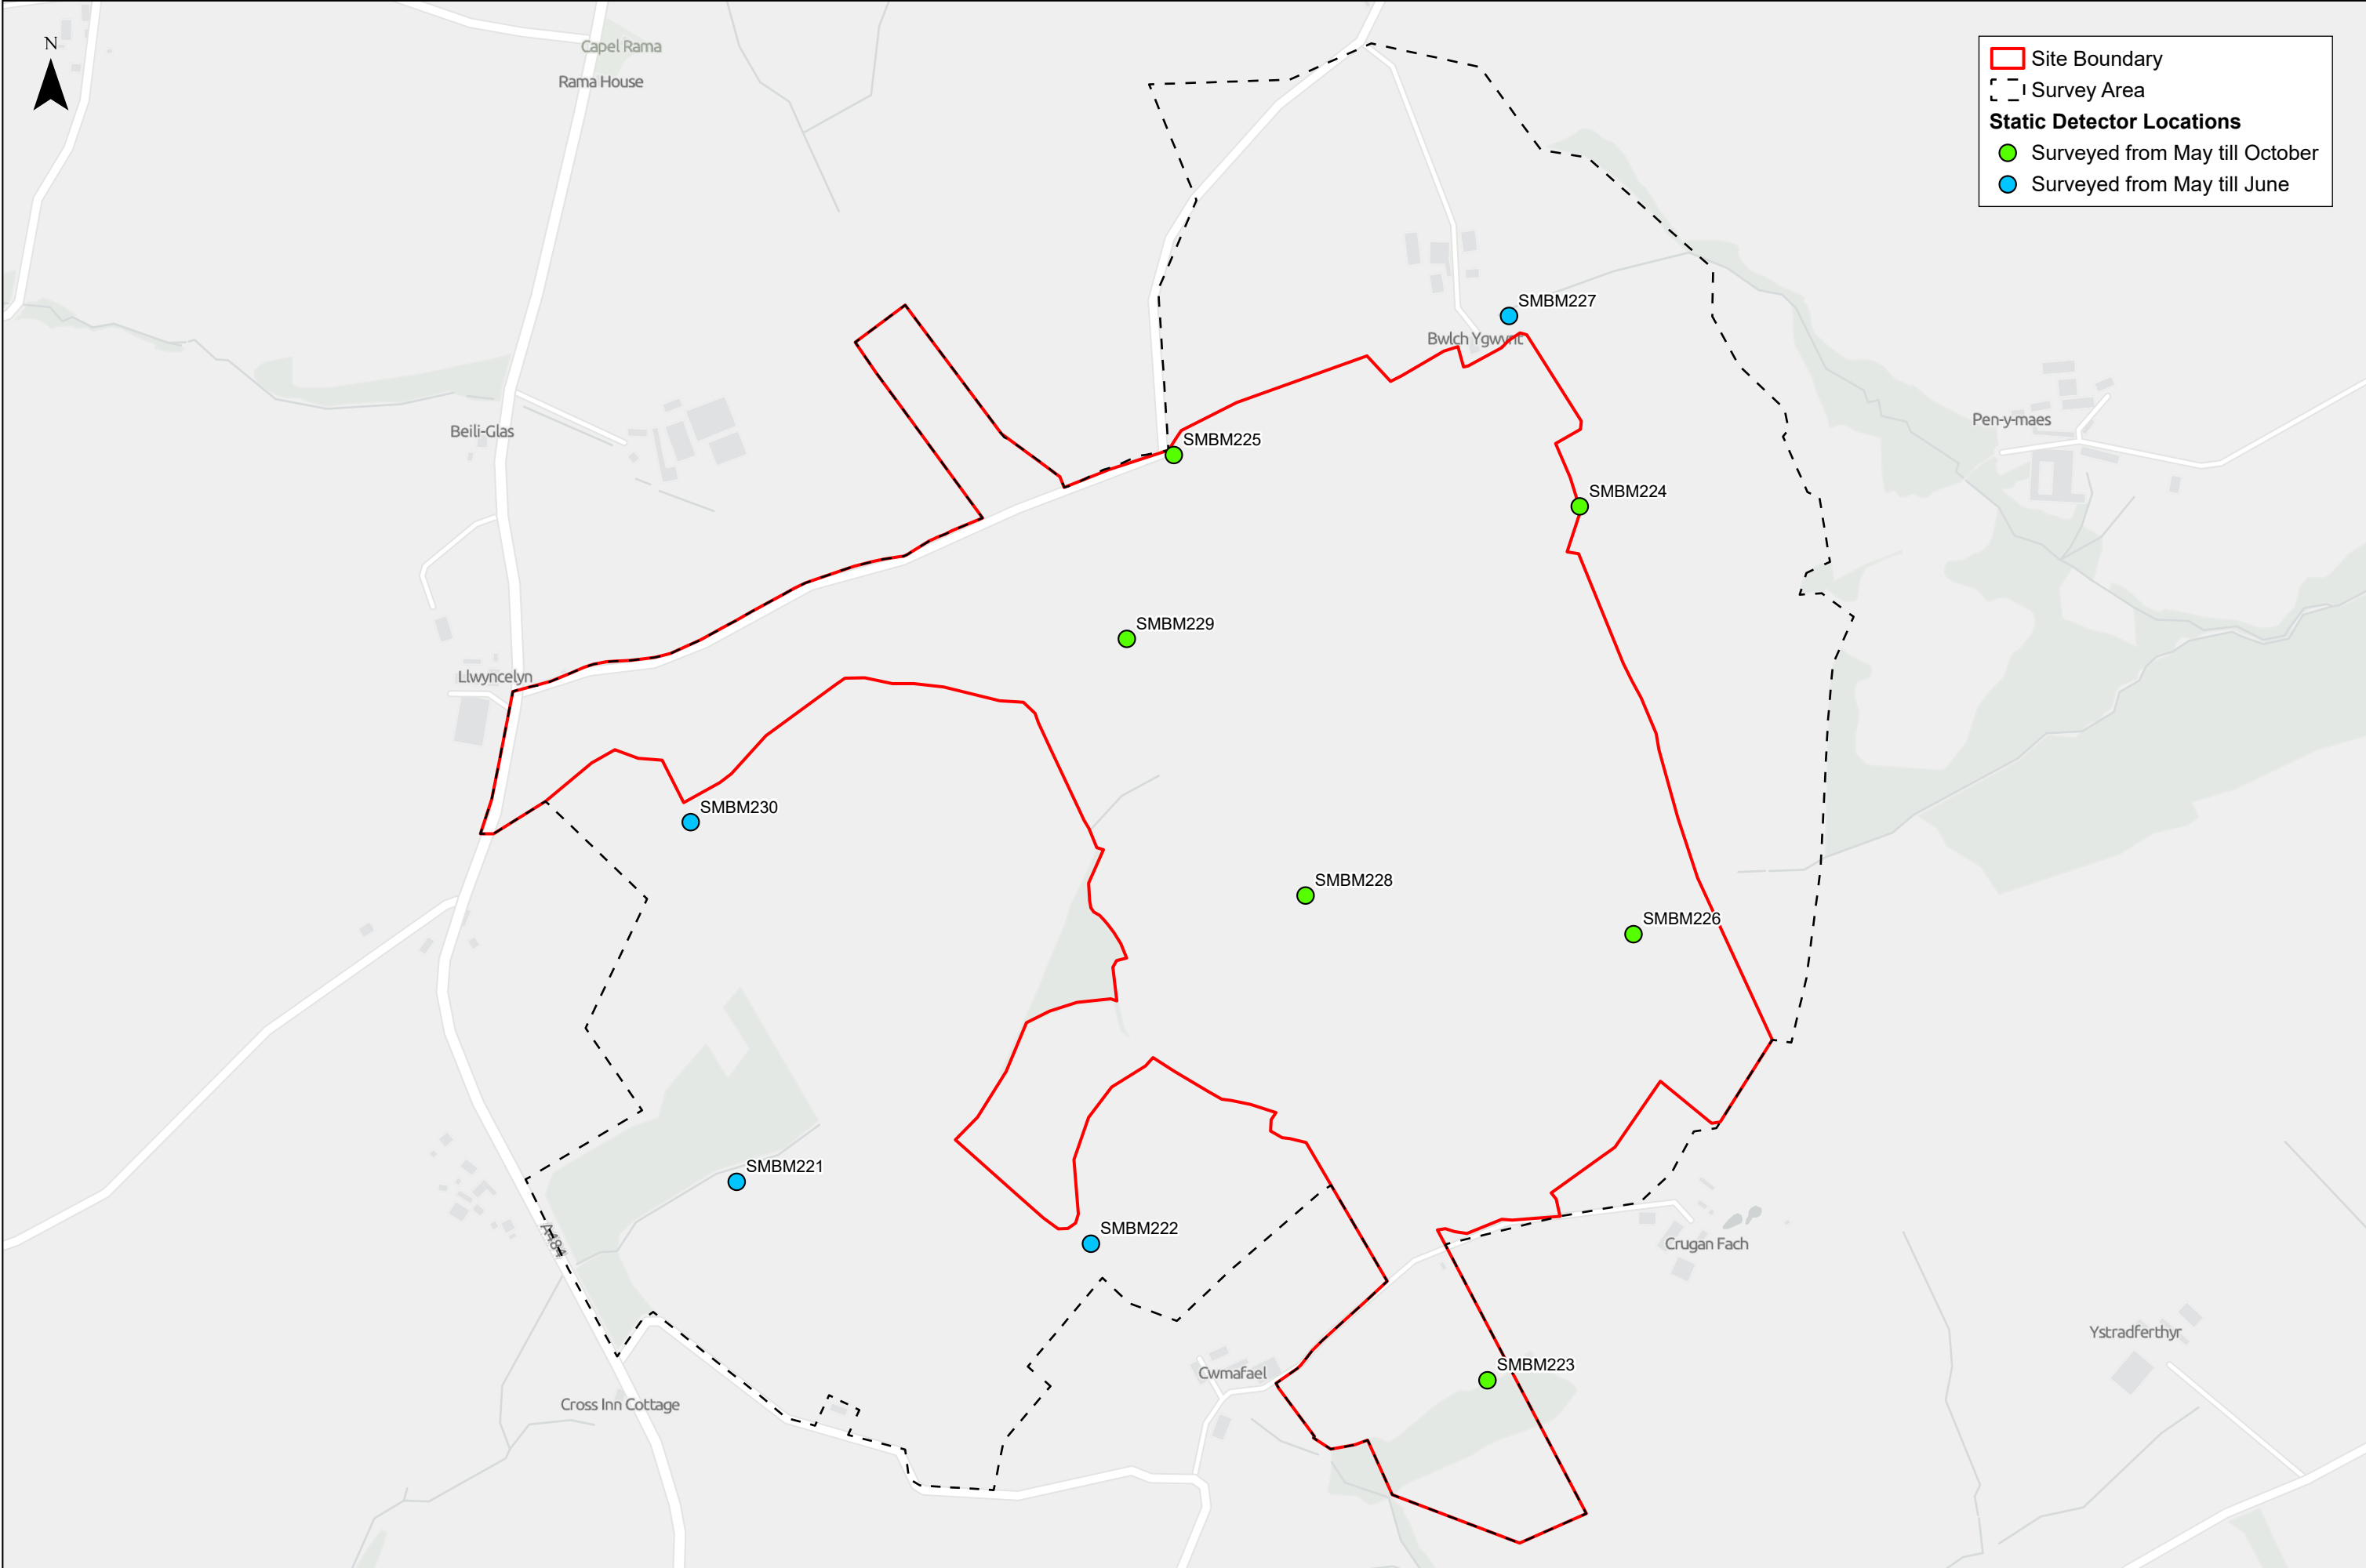 N
Capel Rama
Rama House
Site Boundary
Survey Area
Static Detector Locations
Surveyed from May till October
Surveyed from May till June
SMBM227
Bwlch Ygwynt
Pen-y-maes
Beili-Glas
SMBM225
SMBM224
SMBM229
Llwyncelyn
SMBM230
SMBM228
SMBM226
SMBM221
SMBM222
A484
Crugan Fach
Ystradferthyr
SMBM223
Cwmafael
Cross Inn Cottage